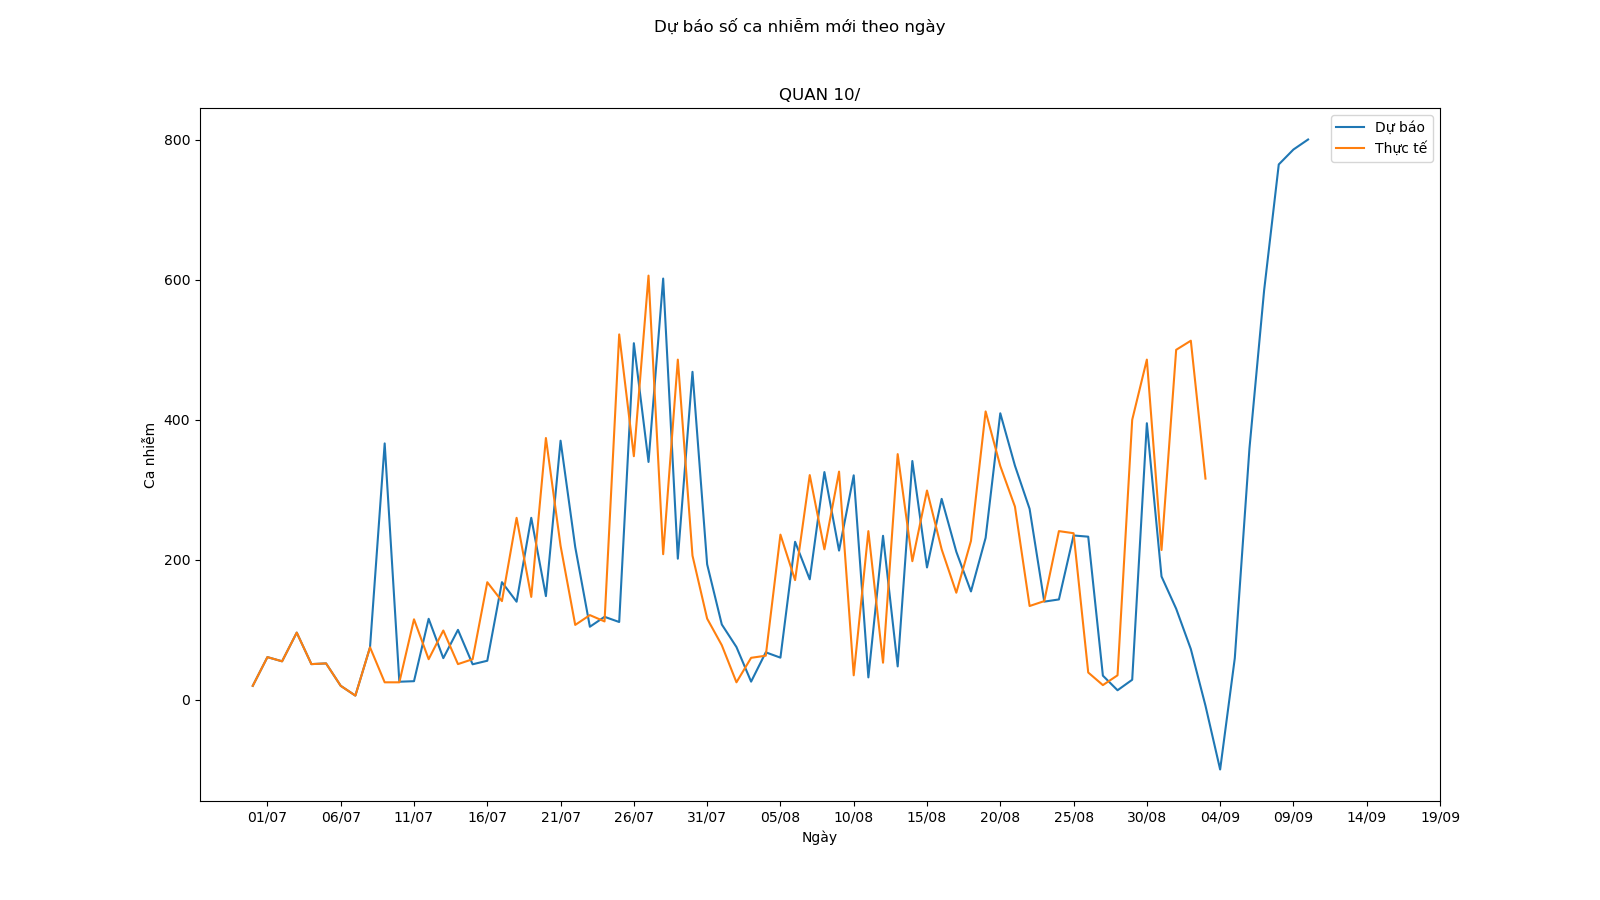 Dự báo số ca nhiễm mới theo ngày
QUAN 10/
Dự báo
Thực tế
800
600
400
200
0
Ca nhiễm
01/07 06/07 11/07 16/07 21/07 26/07 31/07 05/08 10/08 15/08 20/08 25/08 30/08 04/09 09/09 14/09 19/09
Ngày